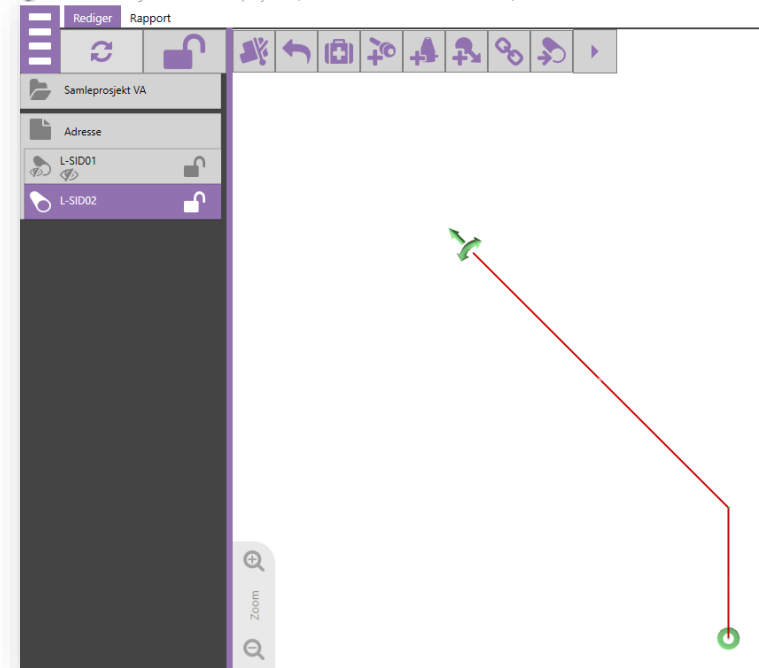 Rediger Rapport
Samleprosjekt VA
Adresse
L-SID01
L-SID02
Zoom